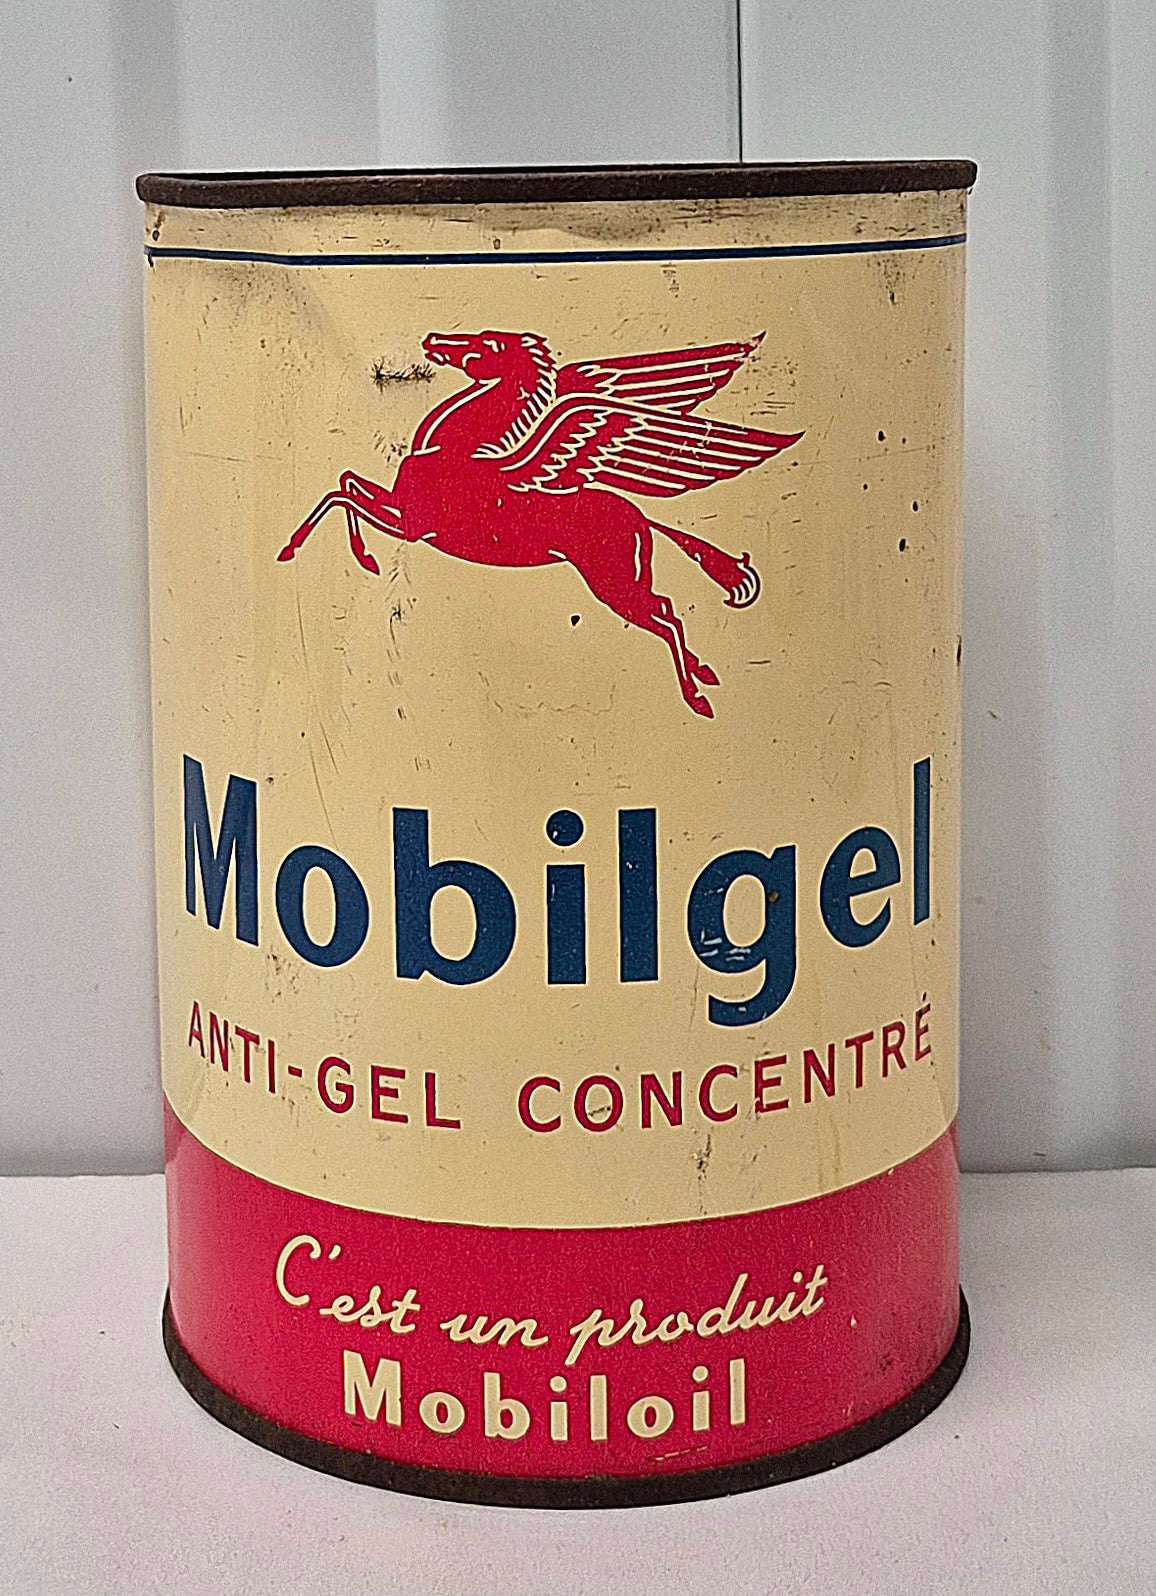 Mobilgel
ANTI-GEL CONCENTRÉ
C'est un produit
Mobiloil